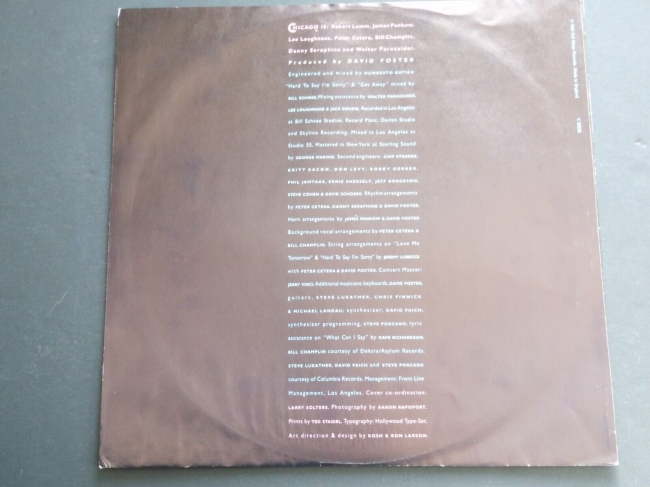 CHICAGO 16: Robert Lamm, James Pankow,
Lee Loughnane, Peter Cetera, Bill Champlin,
Danny Seraphine and Walter Parazaider.
Produced by DAVID FOSTER
Engineered and mixed by HUMBERTO GATICA
"Hard To Say I'm Sorry" & "Get Away" mixed by
BILL SCHNEE. Mixing assistance by WALTER PARAZAIDER,
LEE LOUGHNANE & JACK GOUDIE. Recorded in Los Angeles
at Bill Schnee Studios, Record Plant, Davlen Studio
and Skyline Recording. Mixed in Los Angeles at
Studio 55. Mastered in New York at Sterling Sound
by GEORGE MARINO. Second engineers: CHIP STRADER,
BRITT BACON, DON LEVY, BOBBY GERBER,
PHIL JAMTAAS, ERNIE SHEESELY, JEFF BORGESON,
STEVE COHEN & DAVID SCHOBER. Rhythm arrangements
by PETER CETERA, DANNY SERAPHINE & DAVID FOSTER.
Horn arrangements by JAMES PANKOW & DAVID FOSTER.
Background vocal arrangements by PETER CETERA &
BILL CHAMPLIN. String arrangements on "Love Me
Tomorrow" & "Hard To Say I'm Sorry" by JEREMY LUBBOCK
with PETER CETERA & DAVID FOSTER. Concert Master:
JERRY VINCI. Additional musicians: keyboards, DAVID FOSTER,
guitars, STEVE LUKATHER, CHRIS PINNICK
& MICHAEL LANDAU; synthesizer, DAVID PAICH;
synthesizer programming, STEVE PORCARO; lyric
assistance on "What Can I Say" by DAVE RICHARDSON.
BILL CHAMPLIN courtesy of Elektra/Asylum Records.
STEVE LUKATHER, DAVID PAICH and STEVE PORCARO
courtesy of Columbia Records. Management: Front Line
Management, Los Angeles. Cover co-ordination:
LARRY SOLTERS. Photography by AARON RAPOPORT.
Prints by TED STAIDEL. Typography: Hollywood Type-Set.
Art direction & design by KOSH & RON LARSON.